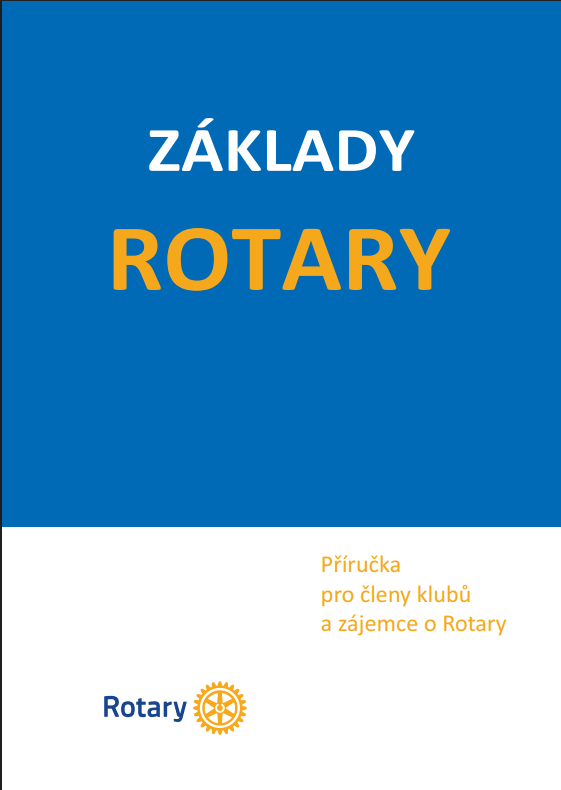 ZÁKLADY
ROTARY
Příručka
pro členy klubů
a zájemce o Rotary
Rotary